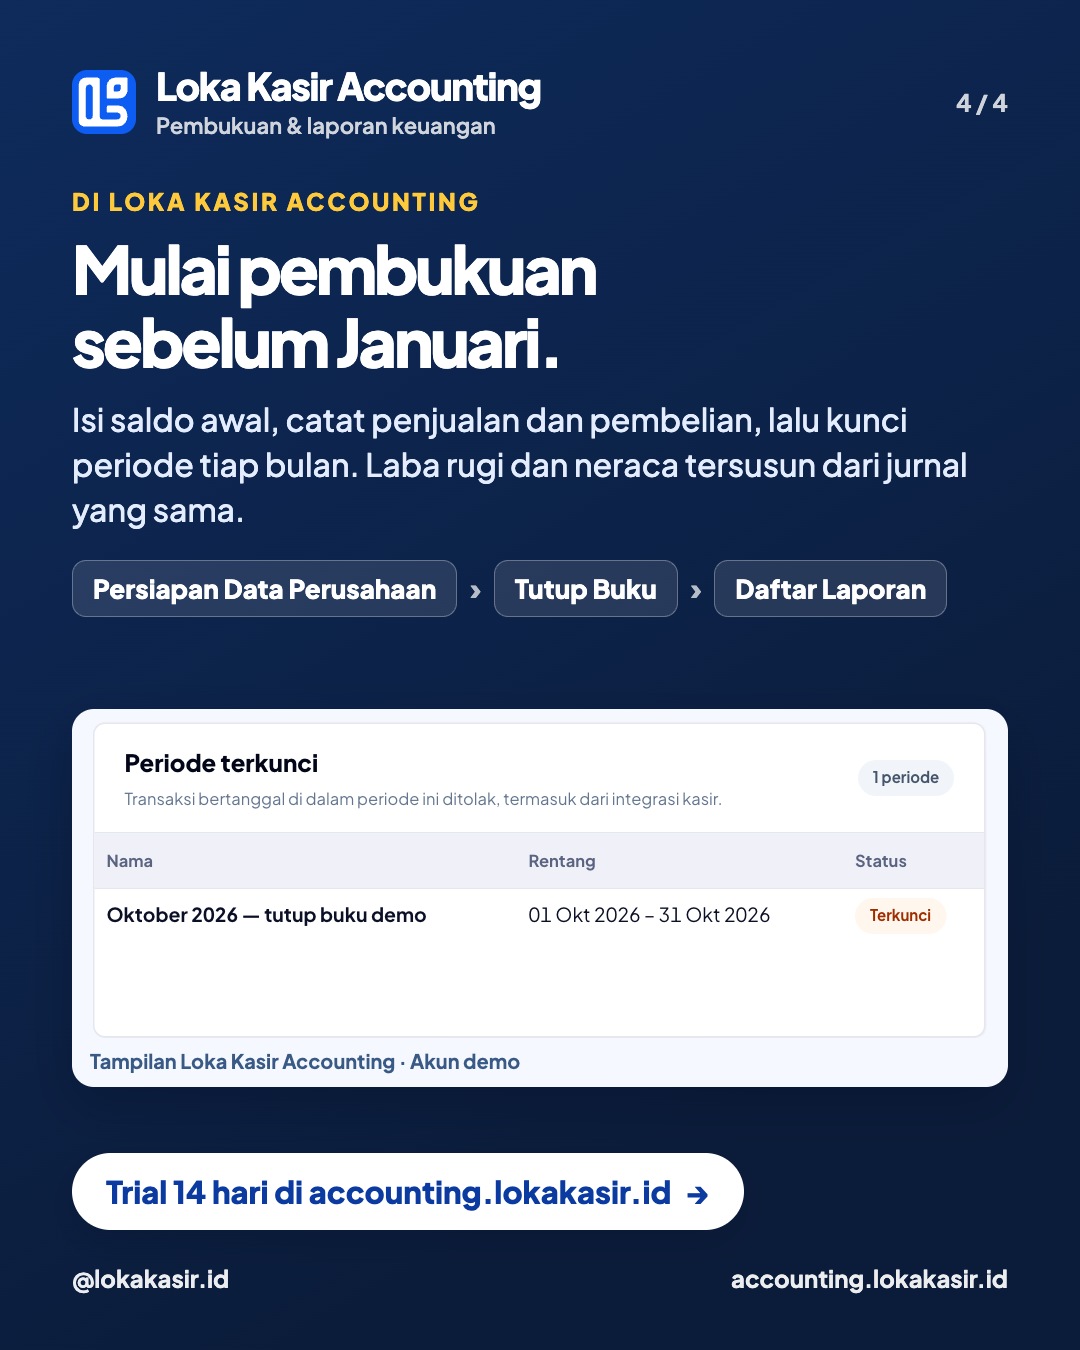 Loka Kasir Accounting
Pembukuan & laporan keuangan
4 / 4
DI LOKA KASIR ACCOUNTING
Mulai pembukuan
sebelum Januari.
Isi saldo awal, catat penjualan dan pembelian, lalu kunci
periode tiap bulan. Laba rugi dan neraca tersusun dari jurnal
yang sama.
Persiapan Data Perusahaan › Tutup Buku › Daftar Laporan
Periode terkunci
Transaksi bertanggal di dalam periode ini ditolak, termasuk dari integrasi kasir.
1 periode
Nama Rentang Status
Oktober 2026 — tutup buku demo 01 Okt 2026 – 31 Okt 2026 Terkunci
Tampilan Loka Kasir Accounting · Akun demo
Trial 14 hari di accounting.lokakasir.id →
@lokakasir.id accounting.lokakasir.id